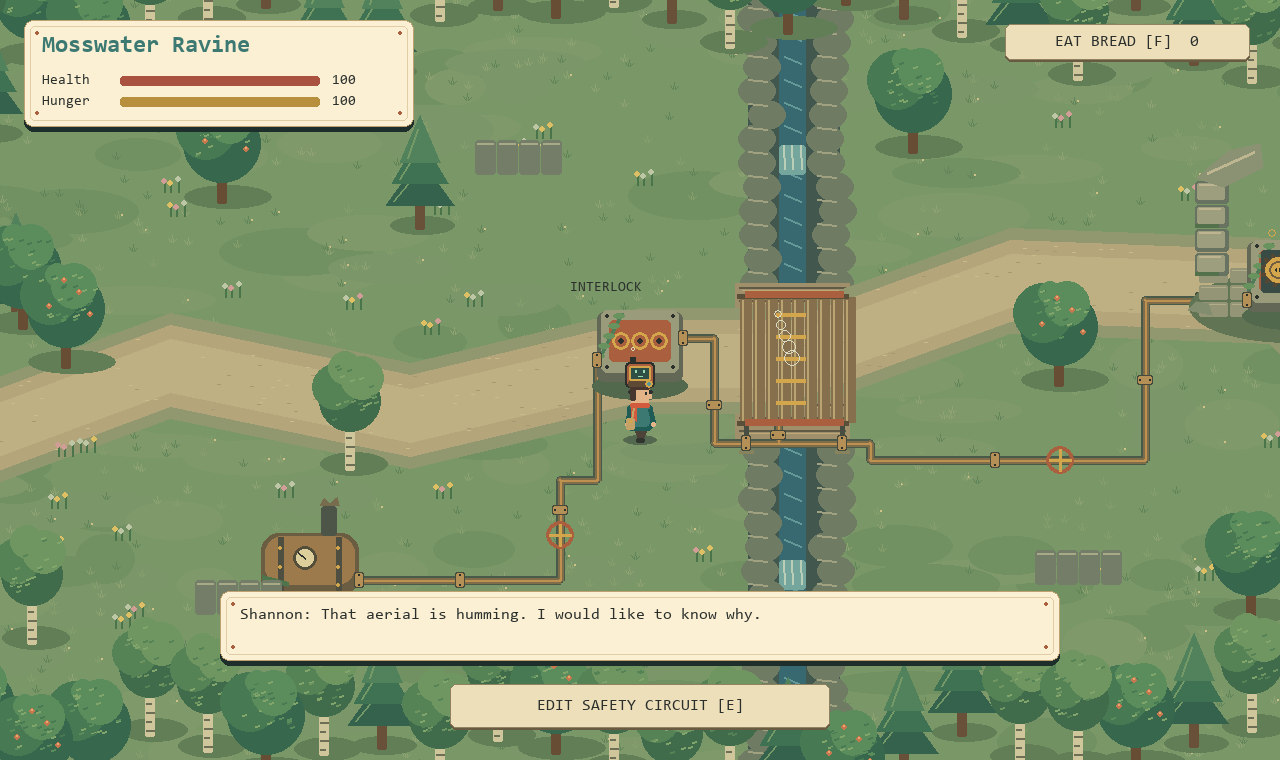 Mosswater Ravine
EAT BREAD [F] 0
Health 100
Hunger 100
INTERLOCK
Shannon: That aerial is humming. I would like to know why.
EDIT SAFETY CIRCUIT [E]